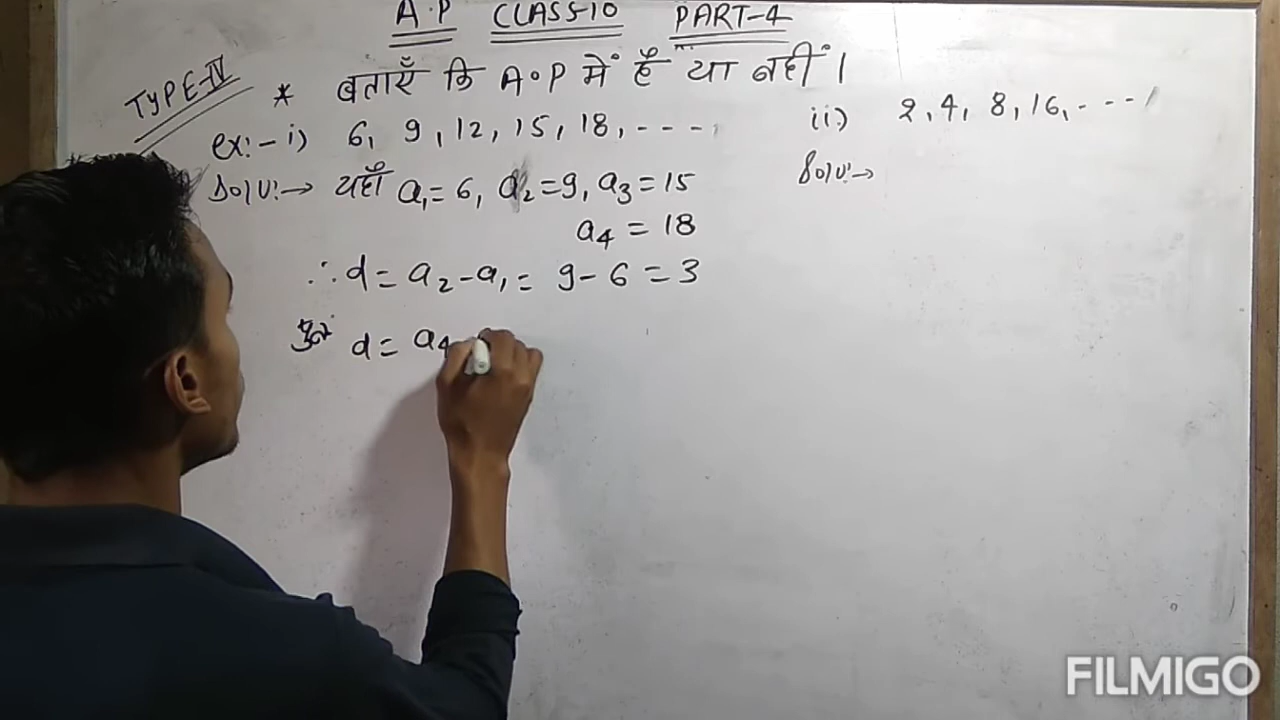 A.P CLASS-10 PART-4
TYPE-IV
* बताएँ कि A.P में है या नहीं।
ex:- i) 6, 9, 12, 15, 18, ----
Solu:→ यहाँ a₁=6, a₂=9, a₃=15
a₄ = 18
∴ d = a₂-a₁ = 9-6 = 3
पुनः d = a₄
ii) 2, 4, 8, 16, ----
Solu:→
FILMIGO